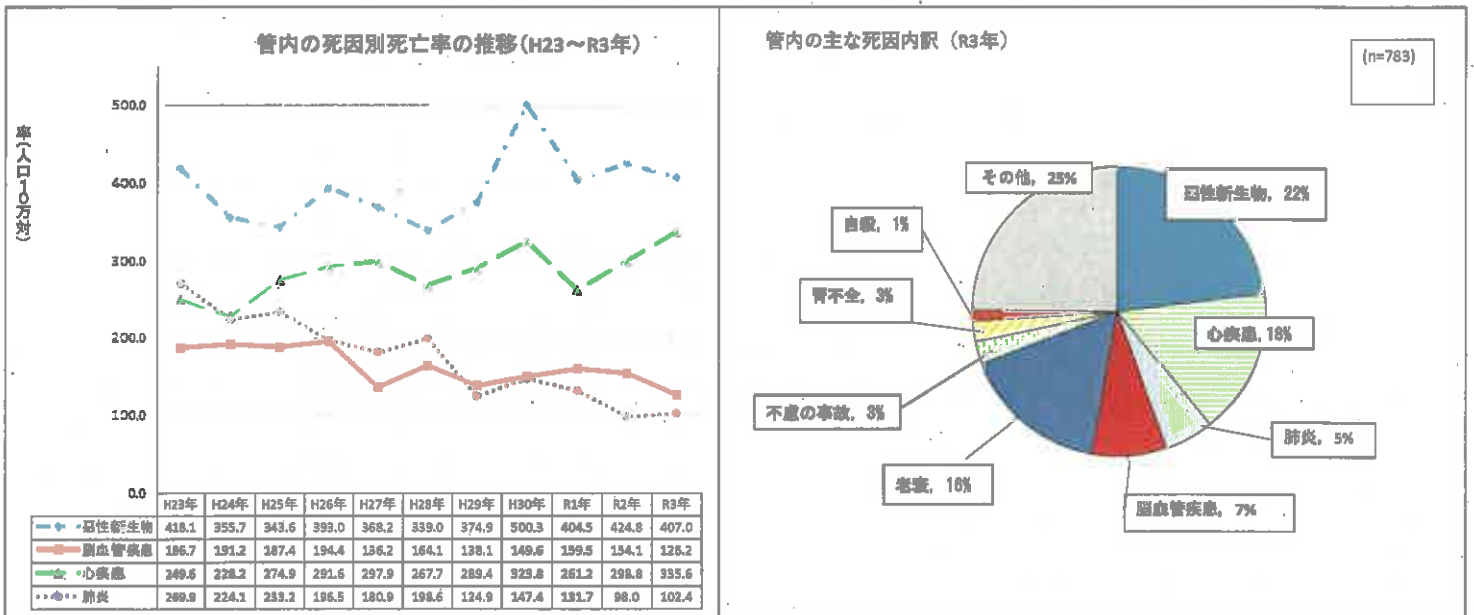 管内の死因別死亡率の推移(H23～R3年)
率(人口10万対)
500.0
400.0
300.0
200.0
100.0
0.0
H23年 H24年 H25年 H26年 H27年 H28年 H29年 H30年 R1年 R2年 R3年
悪性新生物 418.1 355.7 343.6 393.0 368.2 339.0 374.9 500.3 404.5 424.8 407.0
脳血管疾患 186.7 191.2 187.4 194.4 136.2 164.1 138.1 149.6 159.5 154.1 126.2
心疾患 249.6 228.2 274.9 291.6 297.9 267.7 289.4 323.8 261.2 298.8 335.6
肺炎 269.9 224.1 233.2 196.5 180.9 198.6 124.9 147.4 131.7 98.0 102.4
管内の主な死因内訳（R3年）
(n=783)
その他, 25%
悪性新生物, 22%
自殺, 1%
腎不全, 3%
心疾患, 18%
不慮の事故, 3%
肺炎, 5%
老衰, 16%
脳血管疾患, 7%